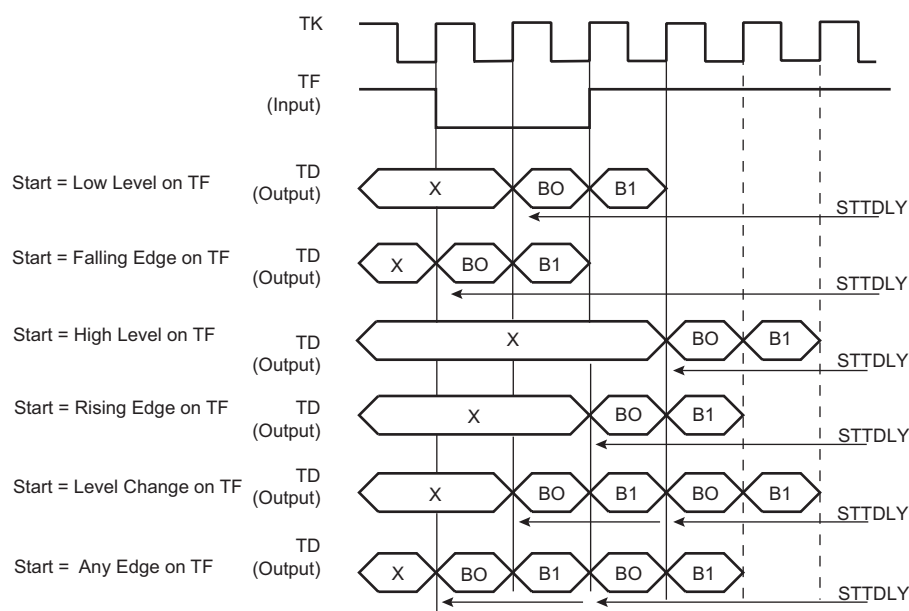 TK
TF
(Input)
Start = Low Level on TF
TD
(Output)
X
BO
B1
STTDLY
Start = Falling Edge on TF
TD
(Output)
X
BO
B1
STTDLY
Start = High Level on TF
TD
(Output)
X
BO
B1
STTDLY
Start = Rising Edge on TF
TD
(Output)
X
BO
B1
STTDLY
Start = Level Change on TF
TD
(Output)
X
BO
B1
BO
B1
STTDLY
Start = Any Edge on TF
TD
(Output)
X
BO
B1
BO
B1
STTDLY